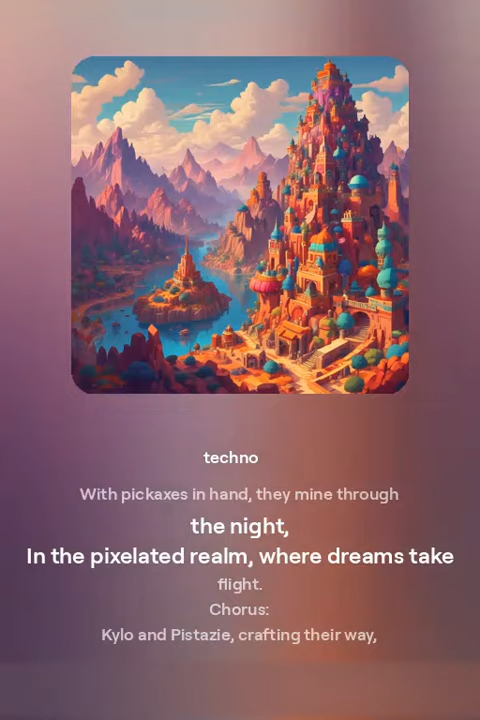 techno
With pickaxes in hand, they mine through
the night,
In the pixelated realm, where dreams take
flight.
Chorus:
Kylo and Pistazie, crafting their way,